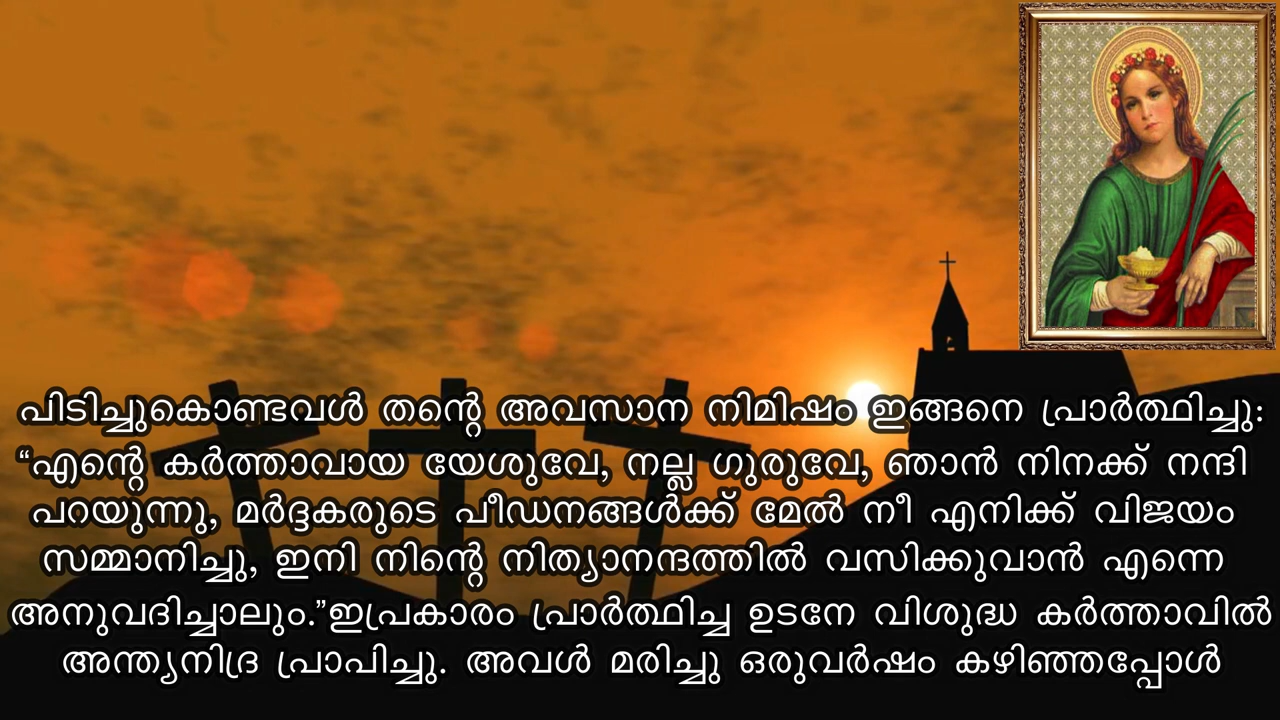 പിടിച്ചുകൊണ്ടവൾ തന്റെ അവസാന നിമിഷം ഇങ്ങനെ പ്രാർത്ഥിച്ചു:
“എന്റെ കർത്താവായ യേശുവേ, നല്ല ഗുരുവേ, ഞാൻ നിനക്ക് നന്ദി
പറയുന്നു, മർദ്ദകരുടെ പീഡനങ്ങൾക്ക് മേൽ നീ എനിക്ക് വിജയം
സമ്മാനിച്ചു, ഇനി നിന്റെ നിത്യാനന്ദത്തിൽ വസിക്കുവാൻ എന്നെ
അനുവദിച്ചാലും.”ഇപ്രകാരം പ്രാർത്ഥിച്ച ഉടനേ വിശുദ്ധ കർത്താവിൽ
അന്ത്യനിദ്ര പ്രാപിച്ചു. അവൾ മരിച്ചു ഒരുവർഷം കഴിഞ്ഞപ്പോൾ